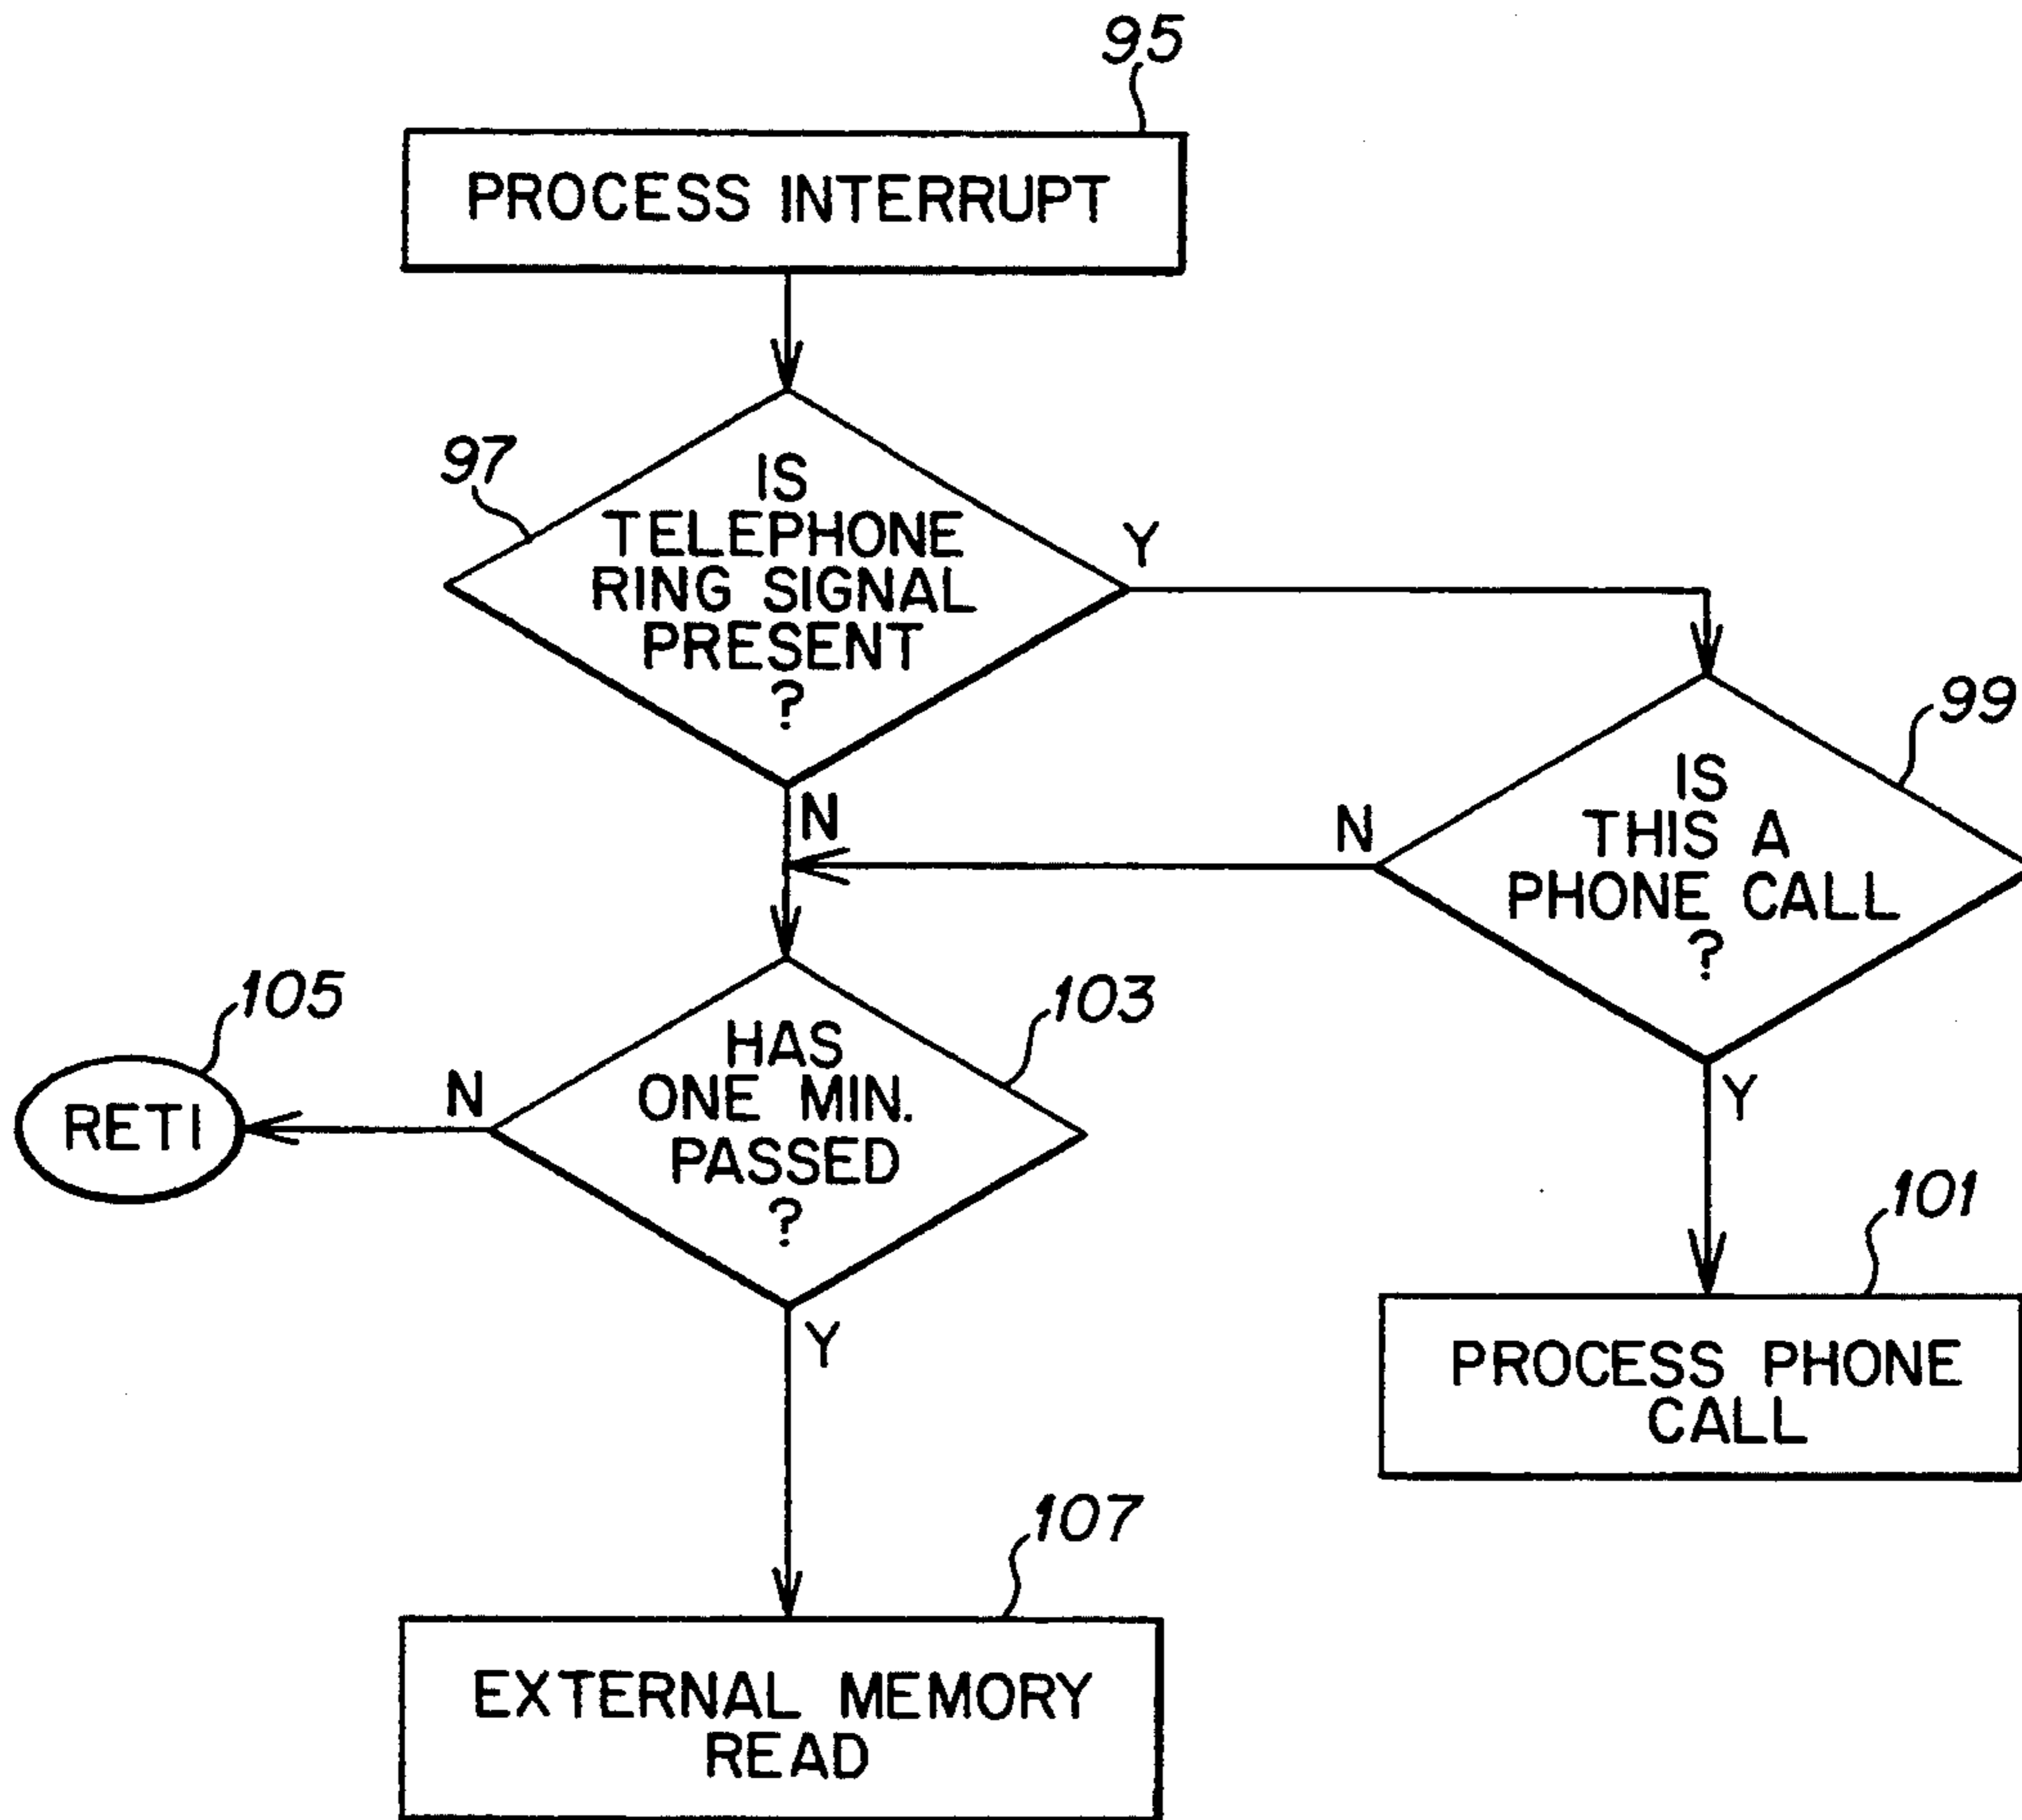 95
PROCESS INTERRUPT
97
IS
TELEPHONE
RING SIGNAL
PRESENT
?
Y
N
99
IS
THIS A
PHONE CALL
?
N
Y
103
HAS
ONE MIN.
PASSED
?
N
Y
105
RETI
101
PROCESS PHONE
CALL
107
EXTERNAL MEMORY
READ